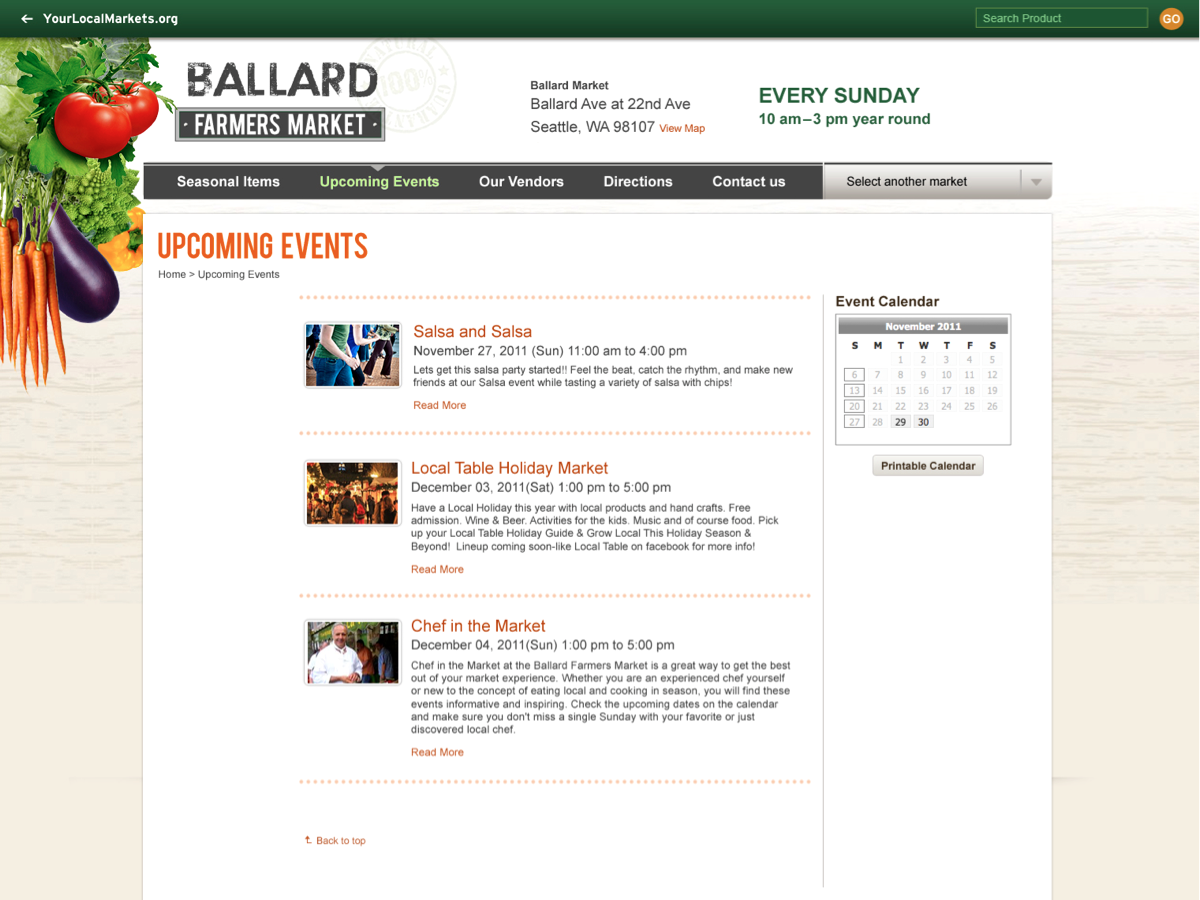 ← YourLocalMarkets.org
Search Product
GO
BALLARD
· FARMERS MARKET ·
NATURAL
100%
Ballard Market
Ballard Ave at 22nd Ave
Seattle, WA 98107 View Map
EVERY SUNDAY
10 am–3 pm year round
Seasonal Items Upcoming Events Our Vendors Directions Contact us
Select another market
UPCOMING EVENTS
Home > Upcoming Events
Salsa and Salsa
November 27, 2011 (Sun) 11:00 am to 4:00 pm
Lets get this salsa party started!! Feel the beat, catch the rhythm, and make new
friends at our Salsa event while tasting a variety of salsa with chips!
Read More
Local Table Holiday Market
December 03, 2011(Sat) 1:00 pm to 5:00 pm
Have a Local Holiday this year with local products and hand crafts. Free
admission. Wine & Beer. Activities for the kids. Music and of course food. Pick
up your Local Table Holiday Guide & Grow Local This Holiday Season &
Beyond!  Lineup coming soon-like Local Table on facebook for more info!
Read More
Chef in the Market
December 04, 2011(Sun) 1:00 pm to 5:00 pm
Chef in the Market at the Ballard Farmers Market is a great way to get the best
out of your market experience. Whether you are an experienced chef yourself
or new to the concept of eating local and cooking in season, you will find these
events informative and inspiring. Check the upcoming dates on the calendar
and make sure you don't miss a single Sunday with your favorite or just
discovered local chef.
Read More
Back to top
Event Calendar
November 2011
S M T W T F S
1 2 3 4 5
6 7 8 9 10 11 12
13 14 15 16 17 18 19
20 21 22 23 24 25 26
27 28 29 30
Printable Calendar